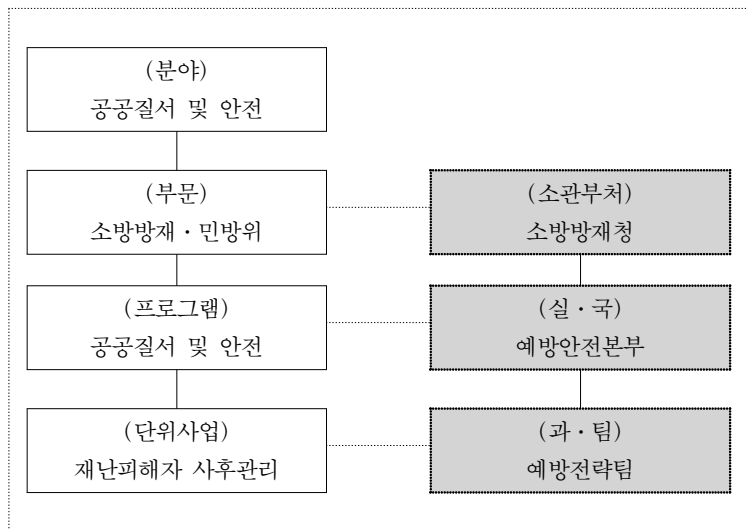 (분야)
공공질서 및 안전
(부문)
소방방재·민방위
(소관부처)
소방방재청
(프로그램)
공공질서 및 안전
(실·국)
예방안전본부
(단위사업)
재난피해자 사후관리
(과·팀)
예방전략팀